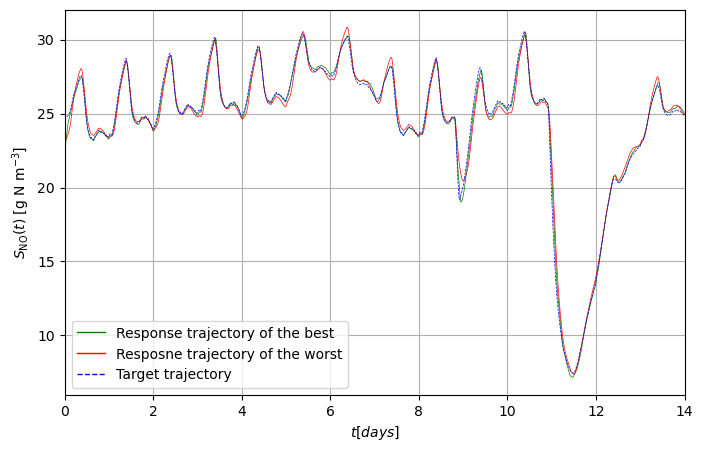 30
25
20
15
10
S_NO(t) [g N m⁻³]
Response trajectory of the best
Resposne trajectory of the worst
Target trajectory
0 2 4 6 8 10 12 14
t[days]